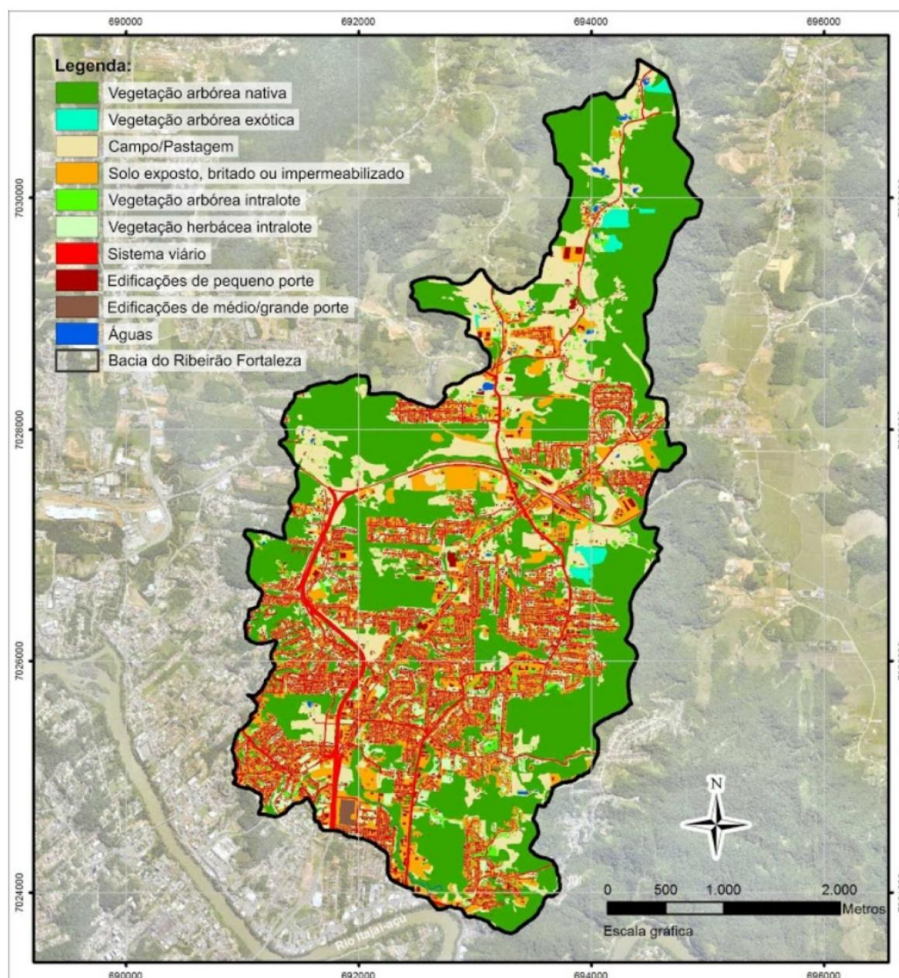 690000 692000 694000 696000
Legenda:
Vegetação arbórea nativa
Vegetação arbórea exótica
Campo/Pastagem
Solo exposto, britado ou impermeabilizado
Vegetação arbórea intralote
Vegetação herbácea intralote
Sistema viário
Edificações de pequeno porte
Edificações de médio/grande porte
Águas
Bacia do Ribeirão Fortaleza
7030000
7028000
7026000
7024000
N
0 500 1.000 2.000
Metros
Escala gráfica
Rio Itajaí-açú
690000 692000 694000 696000